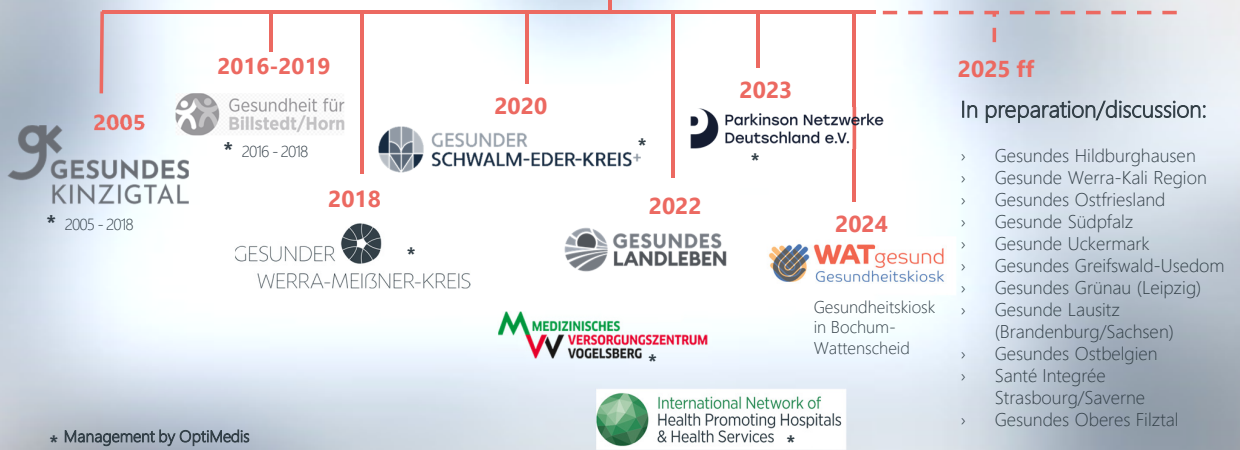 2005
gk
GESUNDES
KINZIGTAL
* 2005 - 2018
2016-2019
Gesundheit für
Billstedt/Horn
* 2016 - 2018
2018
GESUNDER
*
WERRA-MEIẞNER-KREIS
2020
GESUNDER
SCHWALM-EDER-KREIS+
*
2022
GESUNDES
LANDLEBEN
MEDIZINISCHES
VERSORGUNGSZENTRUM
VOGELSBERG *
International Network of
Health Promoting Hospitals
& Health Services *
2023
Parkinson Netzwerke
Deutschland e.V.
*
2024
WATgesund
Gesundheitskiosk
Gesundheitskiosk
in Bochum-
Wattenscheid
2025 ff
In preparation/discussion:
› Gesundes Hildburghausen
› Gesunde Werra-Kali Region
› Gesundes Ostfriesland
› Gesunde Südpfalz
› Gesunde Uckermark
› Gesundes Greifswald-Usedom
› Gesundes Grünau (Leipzig)
› Gesunde Lausitz
(Brandenburg/Sachsen)
› Gesundes Ostbelgien
› Santé Integrée
Strasbourg/Saverne
› Gesundes Oberes Filztal
* Management by OptiMedis